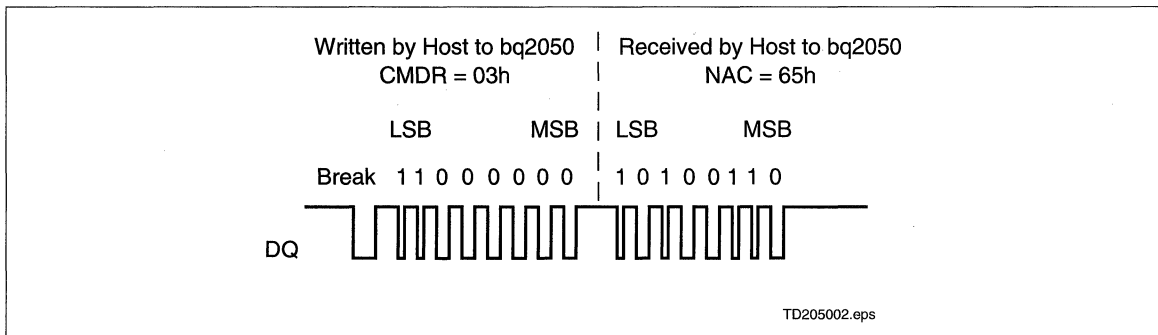 Written by Host to bq2050
CMDR = 03h
Received by Host to bq2050
NAC = 65h
LSB MSB LSB MSB
Break 1 1 0 0 0 0 0 0 1 0 1 0 0 1 1 0
DQ
TD205002.eps